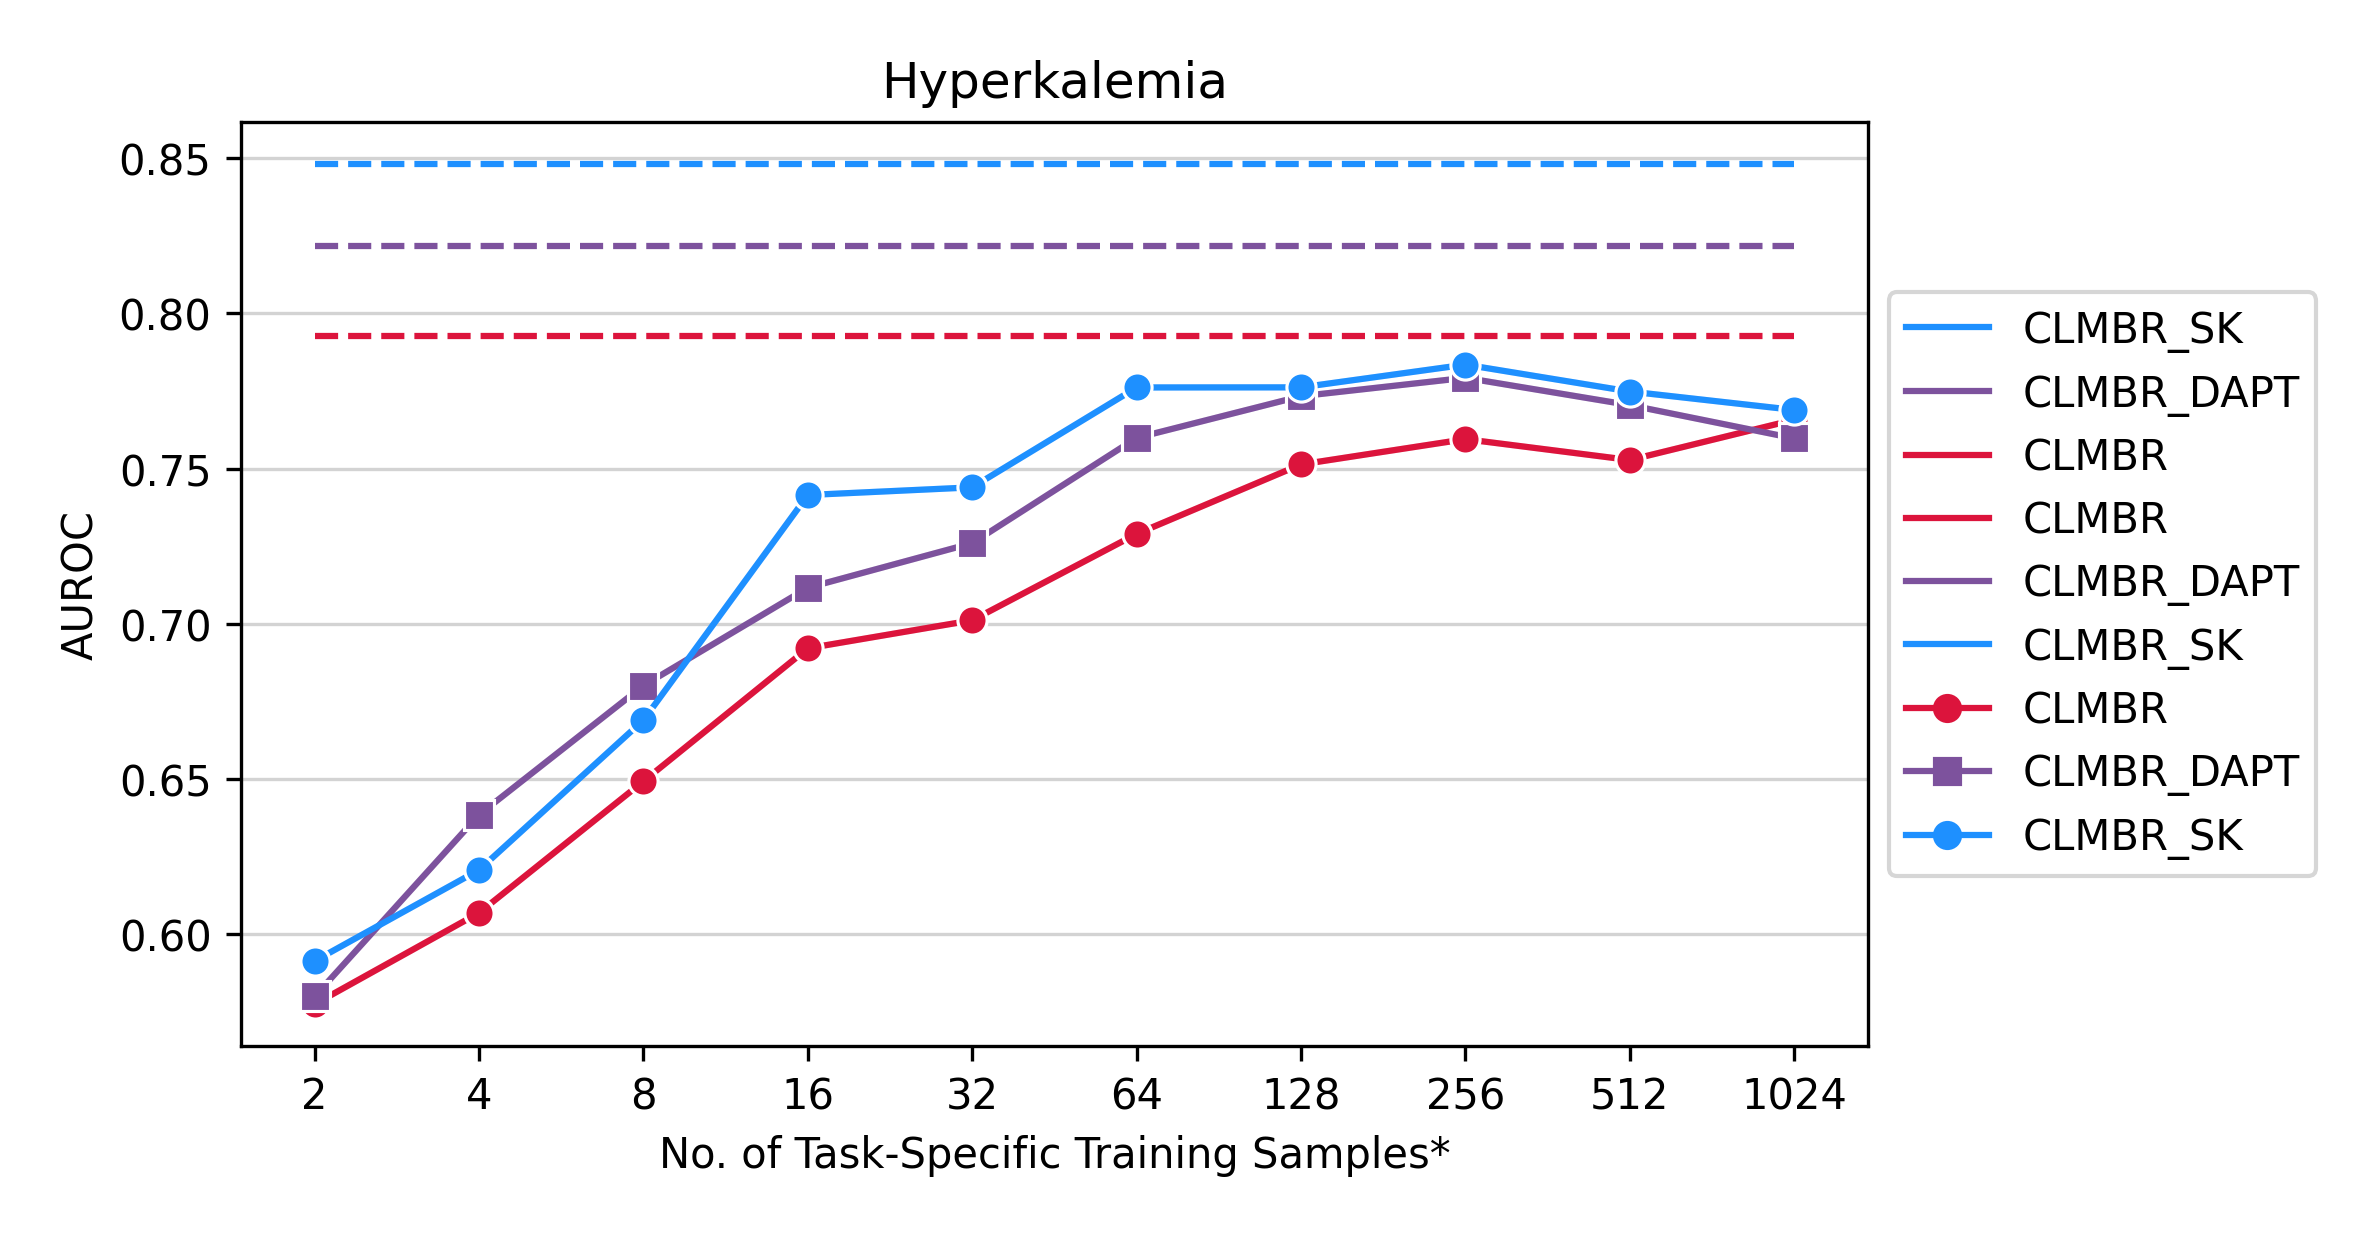 Hyperkalemia
0.85
0.80
0.75
0.70
0.65
0.60
AUROC
2 4 8 16 32 64 128 256 512 1024
No. of Task-Specific Training Samples*
CLMBR_SK
CLMBR_DAPT
CLMBR
CLMBR
CLMBR_DAPT
CLMBR_SK
CLMBR
CLMBR_DAPT
CLMBR_SK